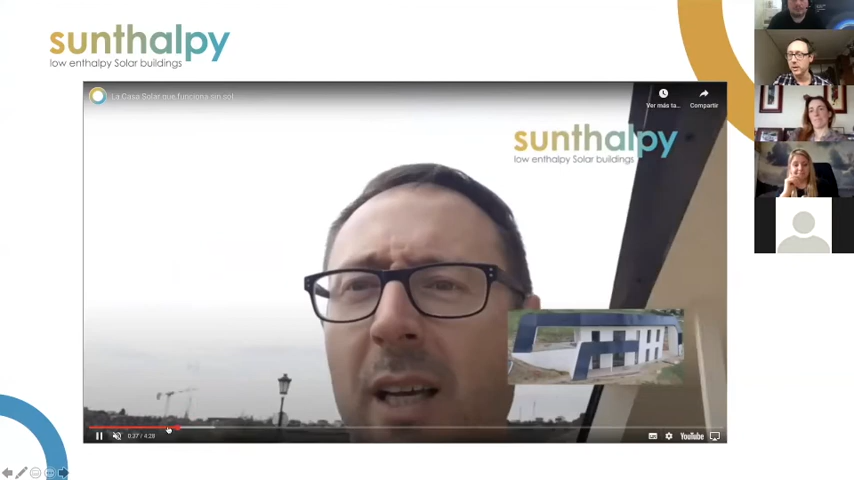 sunthalpy
low enthalpy Solar buildings
La Casa Solar que funciona sin sol
Ver más ta...
Compartir
sunthalpy
low enthalpy Solar buildings
0:37 / 4:28
YouTube